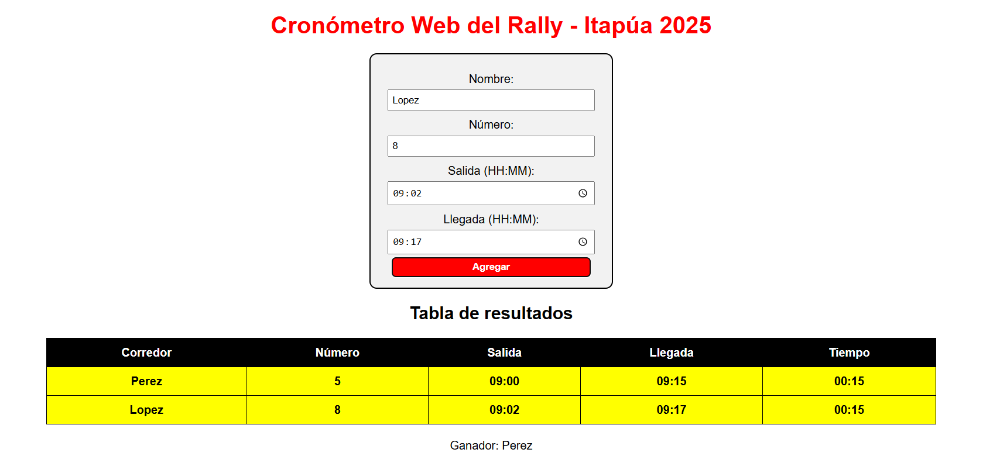 Cronómetro Web del Rally - Itapúa 2025
Nombre:
Lopez
Número:
8
Salida (HH:MM):
09:02
Llegada (HH:MM):
09:17
Agregar
Tabla de resultados
Corredor Número Salida Llegada Tiempo
Perez 5 09:00 09:15 00:15
Lopez 8 09:02 09:17 00:15
Ganador: Perez